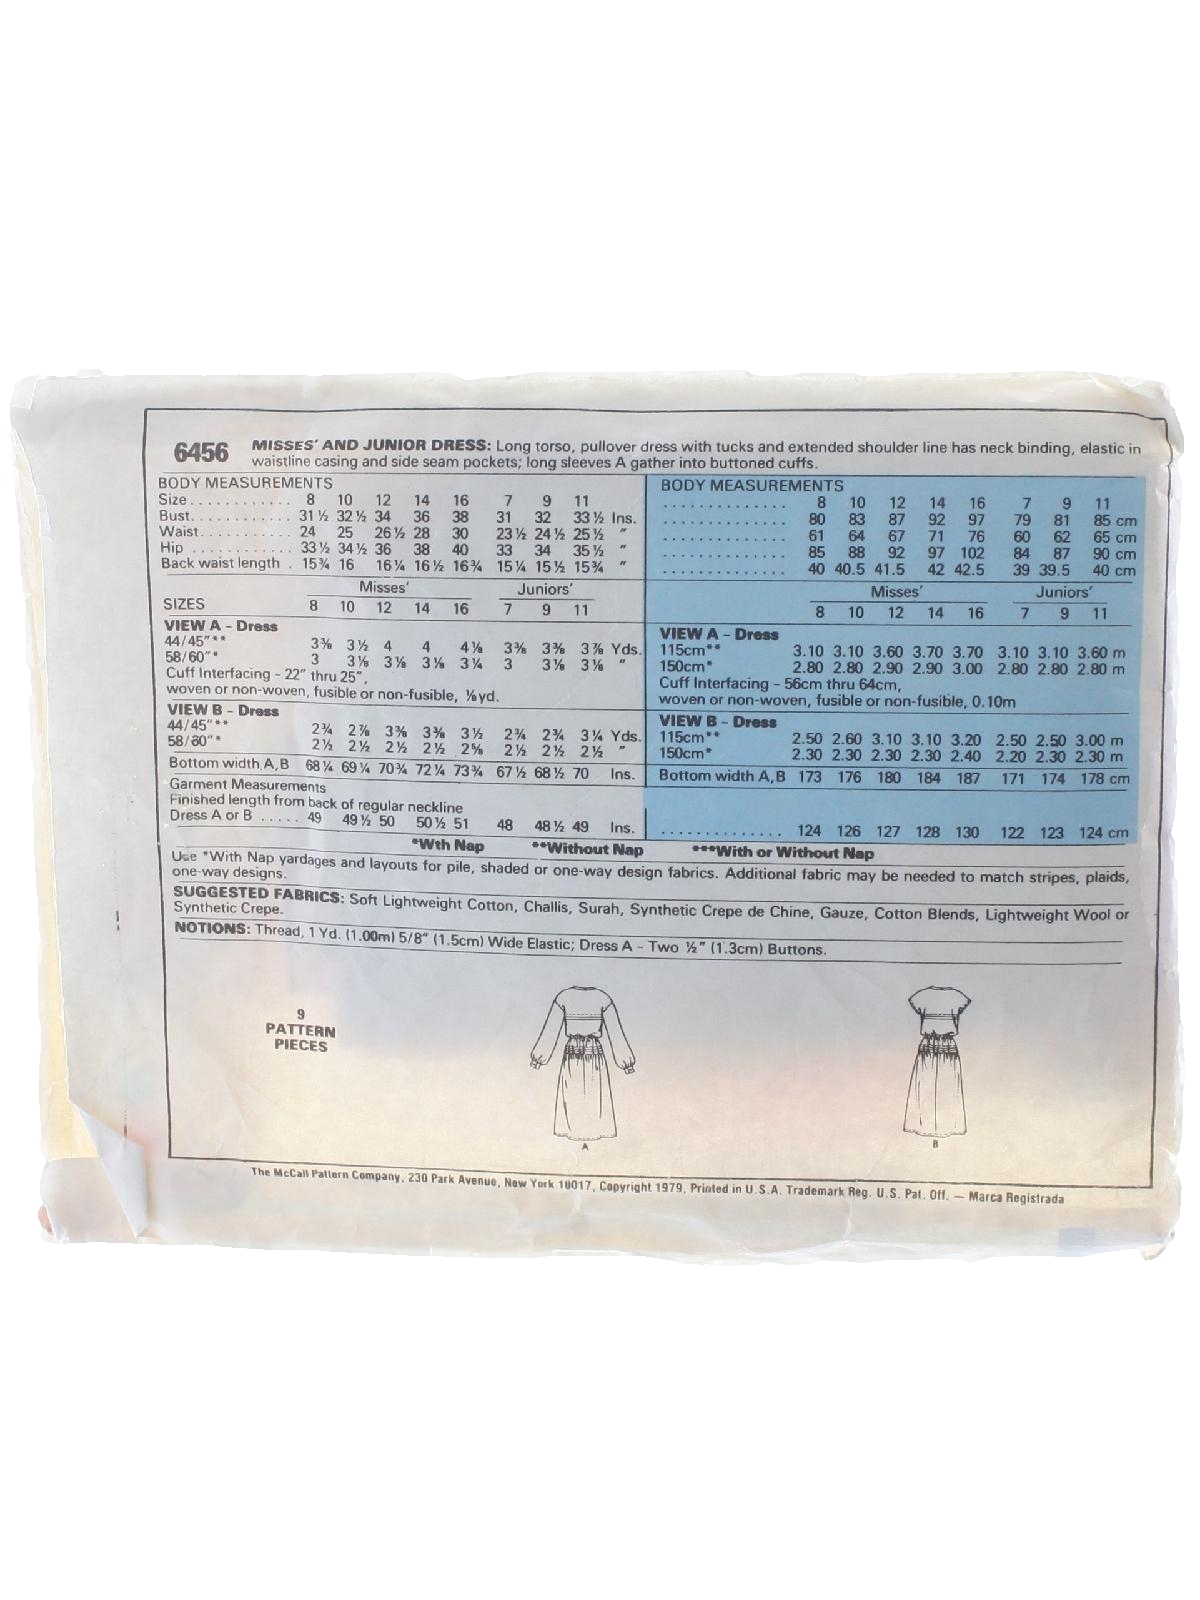 6456 MISSES' AND JUNIOR DRESS: Long torso, pullover dress with tucks and extended shoulder line has neck binding, elastic in
waistline casing and side seam pockets; long sleeves A gather into buttoned cuffs.
BODY MEASUREMENTS
Size . . . . . . . . . . . . 8 10 12 14 16 7 9 11
Bust. . . . . . . . . . . . 31 ½ 32 ½ 34 36 38 31 32 33 ½ Ins.
Waist. . . . . . . . . . . 24 25 26 ½ 28 30 23 ½ 24 ½ 25 ½ "
Hip . . . . . . . . . . . . 33 ½ 34 ½ 36 38 40 33 34 35 ½ "
Back waist length . 15¾ 16 16¼ 16½ 16¾ 15¼ 15½ 15¾ "
Misses' Juniors'
SIZES 8 10 12 14 16 7 9 11
VIEW A - Dress
44/45"** 3⅜ 3½ 4 4 4⅛ 3⅜ 3⅜ 3⅞ Yds.
58/60"* 3 3⅛ 3⅛ 3⅛ 3¼ 3 3⅛ 3⅛ "
Cuff Interfacing - 22" thru 25",
woven or non-woven, fusible or non-fusible, ⅛yd.
VIEW B - Dress
44/45"** 2¾ 2⅞ 3⅜ 3⅜ 3½ 2¾ 2¾ 3¼ Yds.
58/60"* 2½ 2½ 2½ 2½ 2⅝ 2½ 2½ 2½ "
Bottom width A,B 68¼ 69¼ 70¾ 72¼ 73¾ 67½ 68½ 70 Ins.
Garment Measurements
Finished length from back of regular neckline
Dress A or B . . . . . 49 49½ 50 50½ 51 48 48½ 49 Ins.
BODY MEASUREMENTS
. . . . . . . . . . . . . . 8 10 12 14 16 7 9 11
. . . . . . . . . . . . . . 80 83 87 92 97 79 81 85 cm
. . . . . . . . . . . . . . 61 64 67 71 76 60 62 65 cm
. . . . . . . . . . . . . . 85 88 92 97 102 84 87 90 cm
. . . . . . . . . . . . . . 40 40.5 41.5 42 42.5 39 39.5 40 cm
Misses' Juniors'
8 10 12 14 16 7 9 11
VIEW A - Dress
115cm** 3.10 3.10 3.60 3.70 3.70 3.10 3.10 3.60 m
150cm* 2.80 2.80 2.90 2.90 3.00 2.80 2.80 2.80 m
Cuff Interfacing - 56cm thru 64cm,
woven or non-woven, fusible or non-fusible, 0.10m
VIEW B - Dress
115cm** 2.50 2.60 3.10 3.10 3.20 2.50 2.50 3.00 m
150cm* 2.30 2.30 2.30 2.30 2.40 2.20 2.30 2.30 m
Bottom width A,B 173 176 180 184 187 171 174 178 cm
. . . . . . . . . . . . . . 124 126 127 128 130 122 123 124 cm
*Wth Nap **Without Nap ***With or Without Nap
Use *With Nap yardages and layouts for pile, shaded or one-way design fabrics. Additional fabric may be needed to match stripes, plaids,
one-way designs.
SUGGESTED FABRICS: Soft Lightweight Cotton, Challis, Surah, Synthetic Crepe de Chine, Gauze, Cotton Blends, Lightweight Wool or
Synthetic Crepe.
NOTIONS: Thread, 1 Yd. (1.00m) 5/8" (1.5cm) Wide Elastic; Dress A - Two ½" (1.3cm) Buttons.
9
PATTERN
PIECES
A
B
The McCall Pattern Company, 230 Park Avenue, New York 10017, Copyright 1979, Printed in U.S.A. Trademark Reg. U.S. Pat. Off. — Marca Registrada